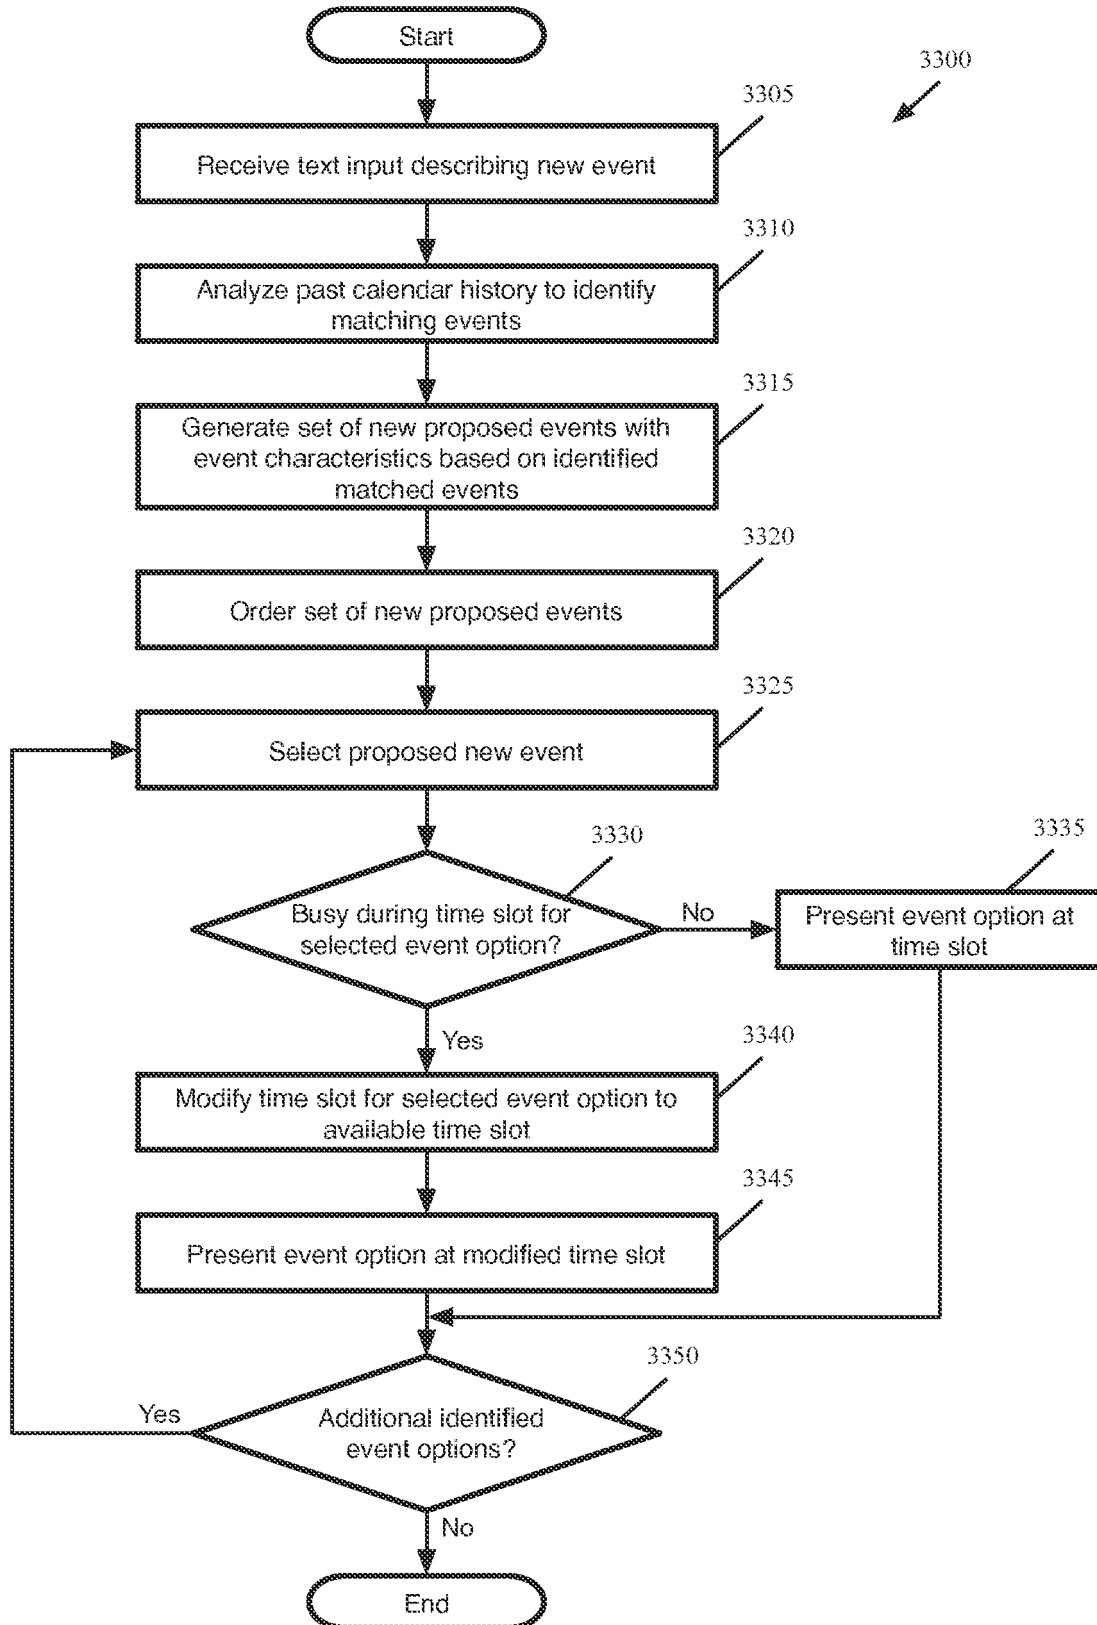 Start
3300
3305
Receive text input describing new event
3310
Analyze past calendar history to identify
matching events
3315
Generate set of new proposed events with
event characteristics based on identified
matched events
3320
Order set of new proposed events
3325
Select proposed new event
3330
3335
Busy during time slot for
selected event option?
No
Present event option at
time slot
Yes
3340
Modify time slot for selected event option to
available time slot
3345
Present event option at modified time slot
3350
Yes
Additional identified
event options?
No
End